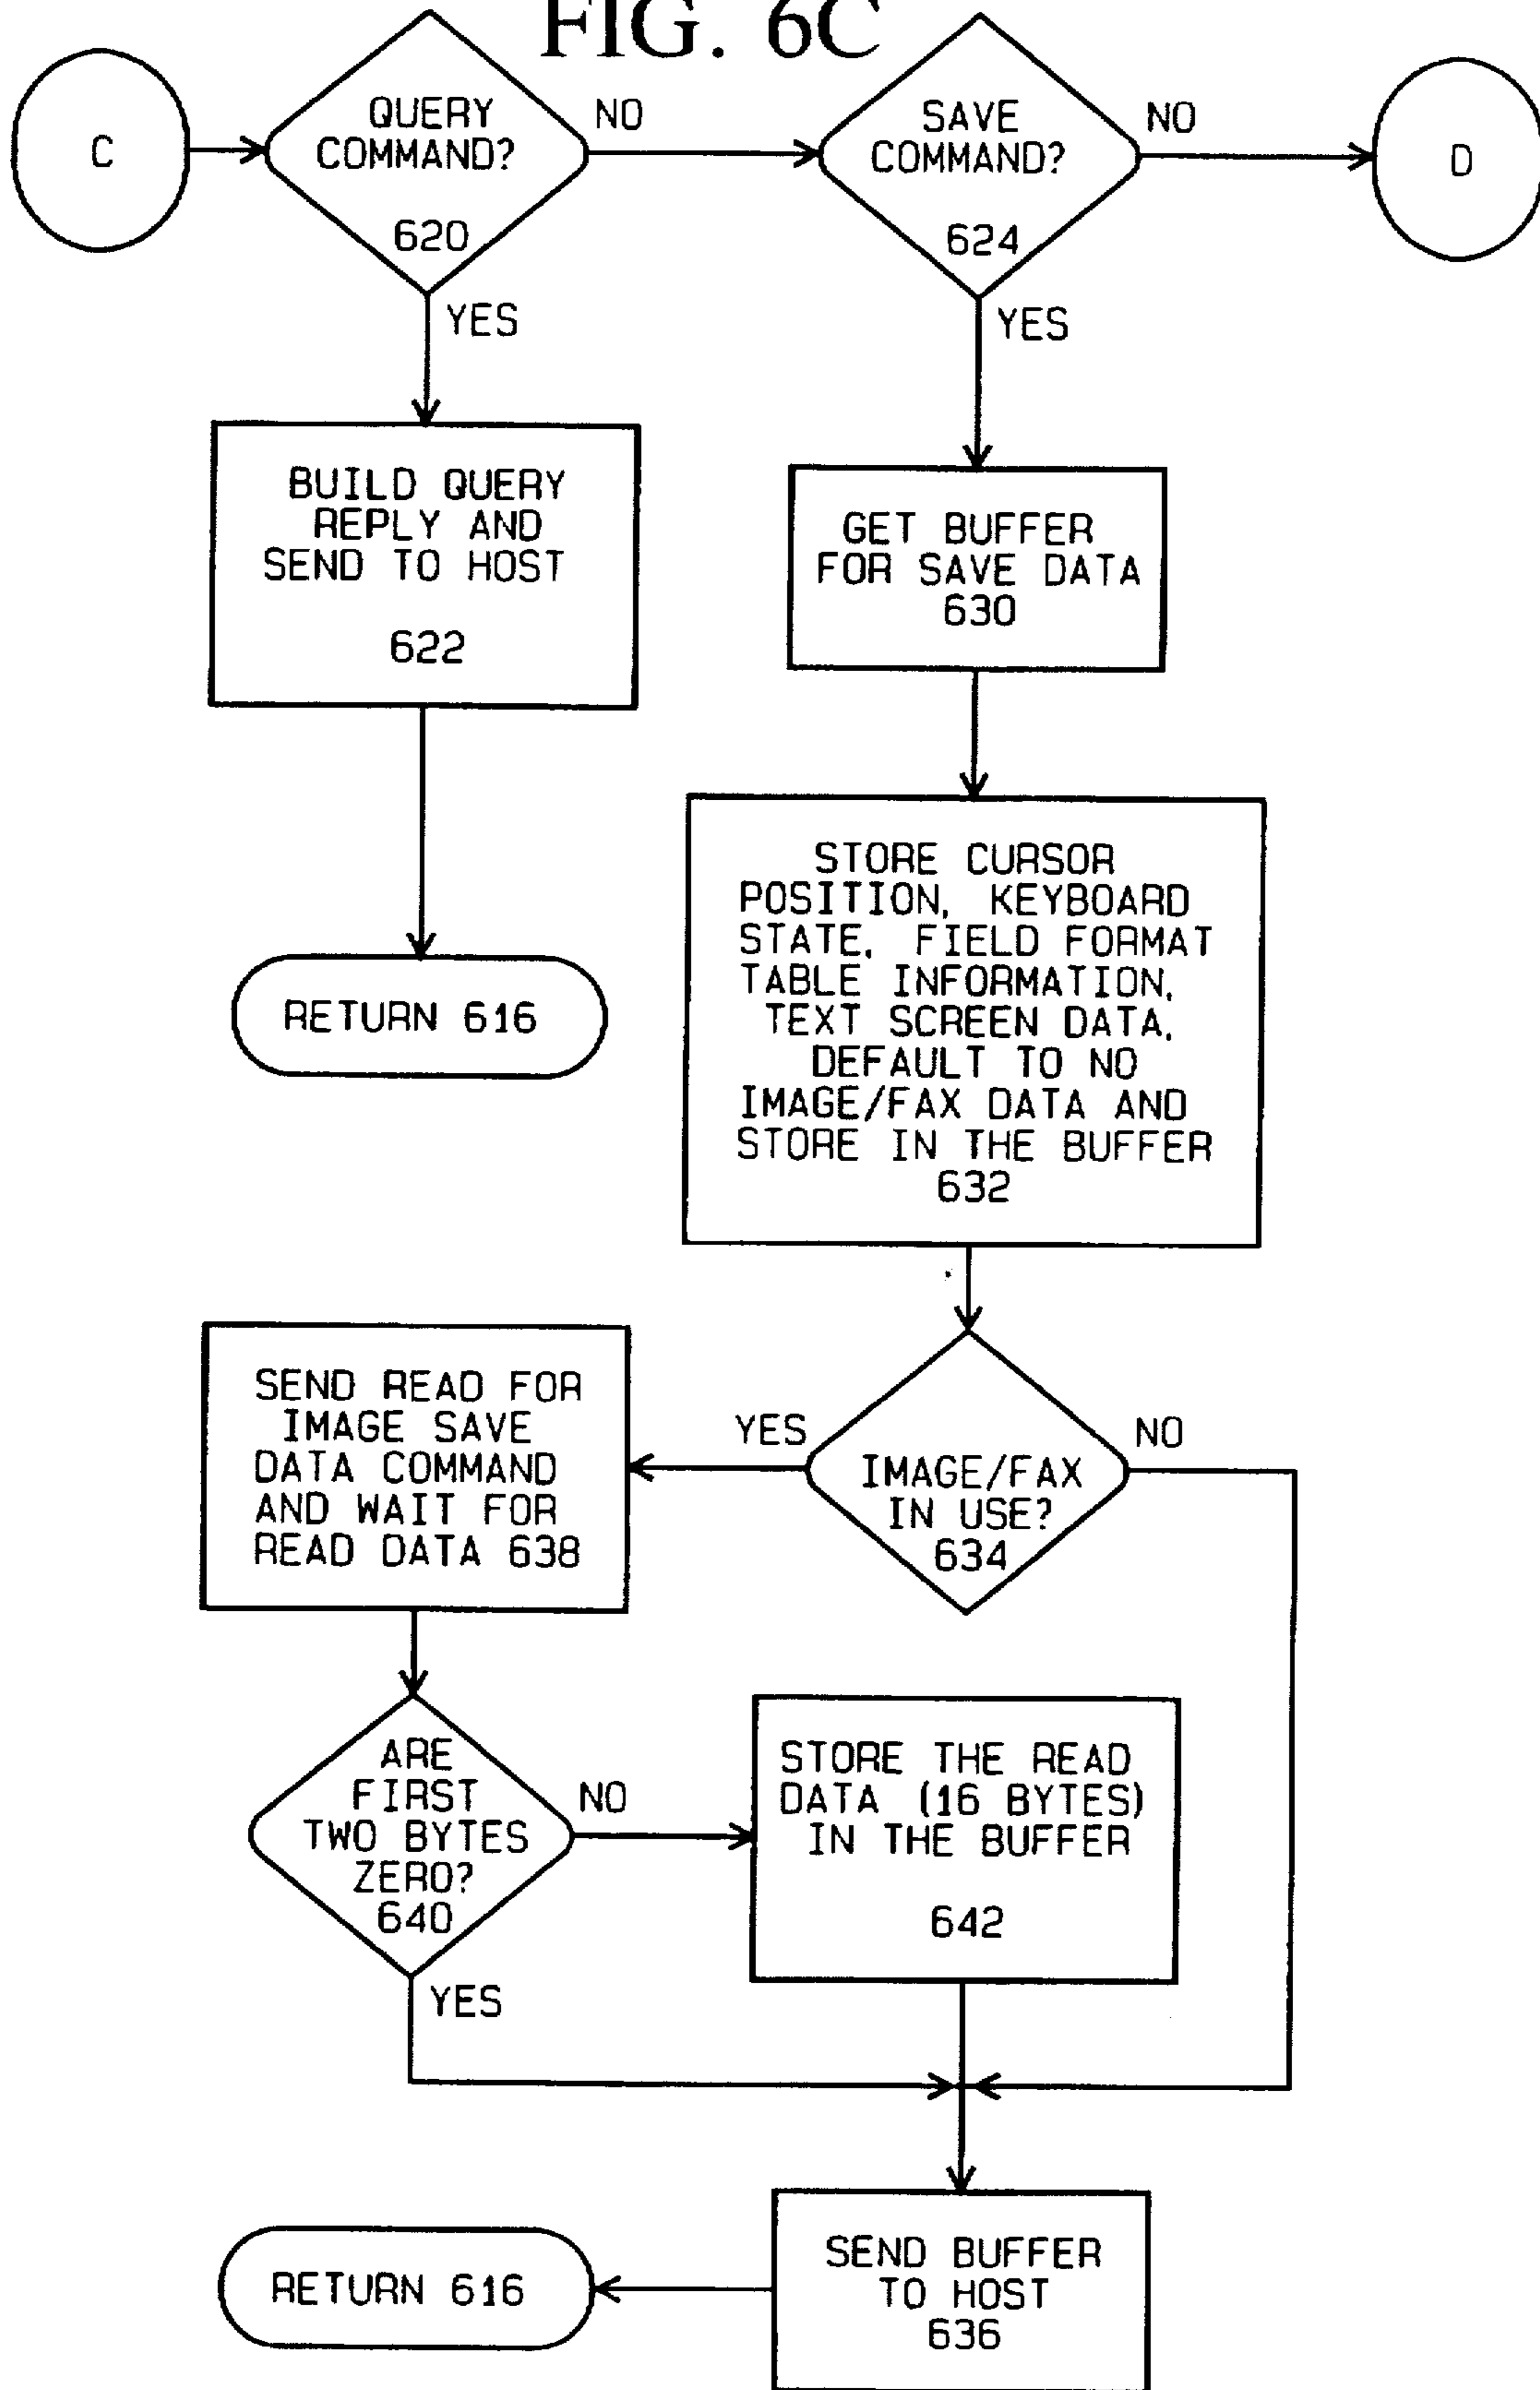 FIG. 6C
C
QUERY
COMMAND?
620
NO
YES
SAVE
COMMAND?
624
NO
YES
D
BUILD QUERY
REPLY AND
SEND TO HOST
622
RETURN 616
GET BUFFER
FOR SAVE DATA
630
STORE CURSOR
POSITION, KEYBOARD
STATE, FIELD FORMAT
TABLE INFORMATION,
TEXT SCREEN DATA,
DEFAULT TO NO
IMAGE/FAX DATA AND
STORE IN THE BUFFER
632
IMAGE/FAX
IN USE?
634
YES
NO
SEND READ FOR
IMAGE SAVE
DATA COMMAND
AND WAIT FOR
READ DATA 638
ARE
FIRST
TWO BYTES
ZERO?
640
NO
YES
STORE THE READ
DATA (16 BYTES)
IN THE BUFFER
642
SEND BUFFER
TO HOST
636
RETURN 616